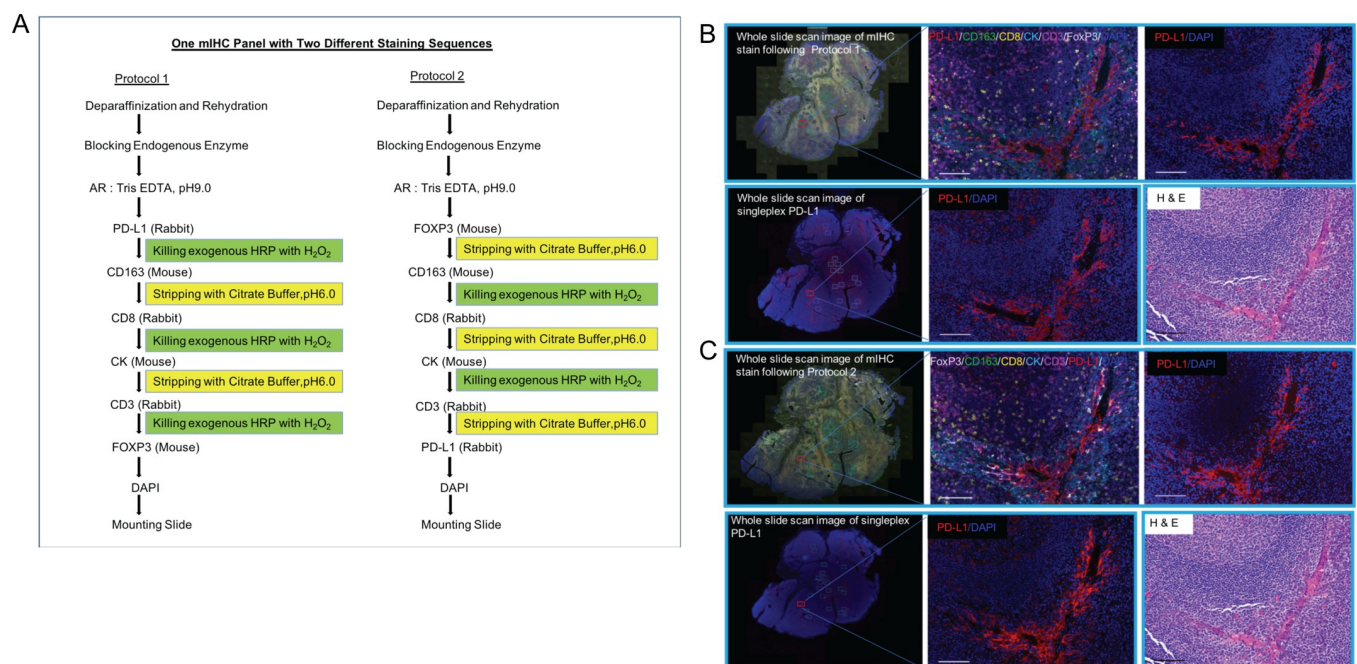 A
One mIHC Panel with Two Different Staining Sequences
Protocol 1
Deparaffinization and Rehydration
Blocking Endogenous Enzyme
AR : Tris EDTA, pH9.0
PD-L1 (Rabbit)
Killing exogenous HRP with H₂O₂
CD163 (Mouse)
Stripping with Citrate Buffer,pH6.0
CD8 (Rabbit)
Killing exogenous HRP with H₂O₂
CK (Mouse)
Stripping with Citrate Buffer,pH6.0
CD3 (Rabbit)
Killing exogenous HRP with H₂O₂
FOXP3 (Mouse)
DAPI
Mounting Slide
Protocol 2
Deparaffinization and Rehydration
Blocking Endogenous Enzyme
AR : Tris EDTA, pH9.0
FOXP3 (Mouse)
Stripping with Citrate Buffer,pH6.0
CD163 (Mouse)
Killing exogenous HRP with H₂O₂
CD8 (Rabbit)
Stripping with Citrate Buffer,pH6.0
CK (Mouse)
Killing exogenous HRP with H₂O₂
CD3 (Rabbit)
Stripping with Citrate Buffer,pH6.0
PD-L1 (Rabbit)
DAPI
Mounting Slide
B
Whole slide scan image of mIHC
stain following Protocol 1
PD-L1/CD163/CD8/CK/CD3/FoxP3/DAPI
PD-L1/DAPI
Whole slide scan image of
singleplex PD-L1
PD-L1/DAPI
H & E
C
Whole slide scan image of mIHC
stain following Protocol 2
FoxP3/CD163/CD8/CK/CD3/PD-L1/DAPI
PD-L1/DAPI
Whole slide scan image of singleplex
PD-L1
PD-L1/DAPI
H & E